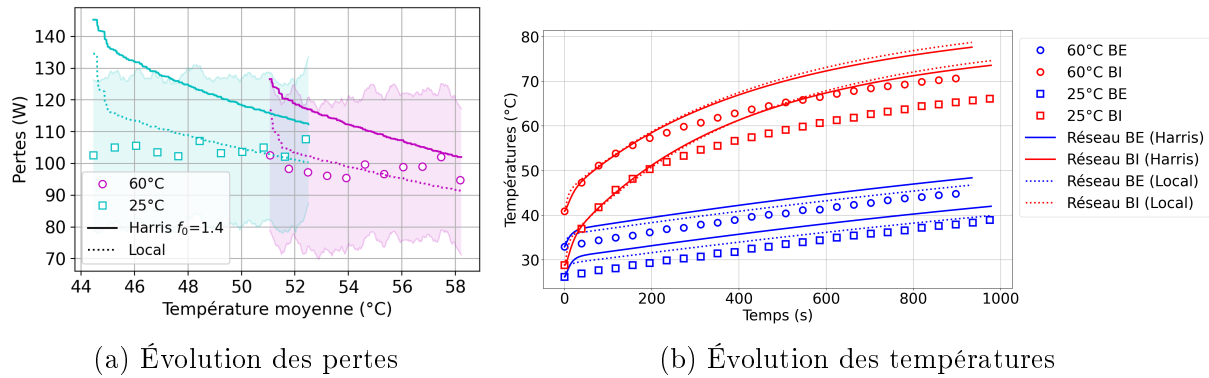 140
130
120
110
100
90
80
70
Pertes (W)
60°C
25°C
Harris f₀=1.4
Local
44 46 48 50 52 54 56 58
Température moyenne (°C)
(a) Évolution des pertes
80
70
60
50
40
30
Températures (°C)
0 200 400 600 800 1000
Temps (s)
60°C BE
60°C BI
25°C BE
25°C BI
Réseau BE (Harris)
Réseau BI (Harris)
Réseau BE (Local)
Réseau BI (Local)
(b) Évolution des températures